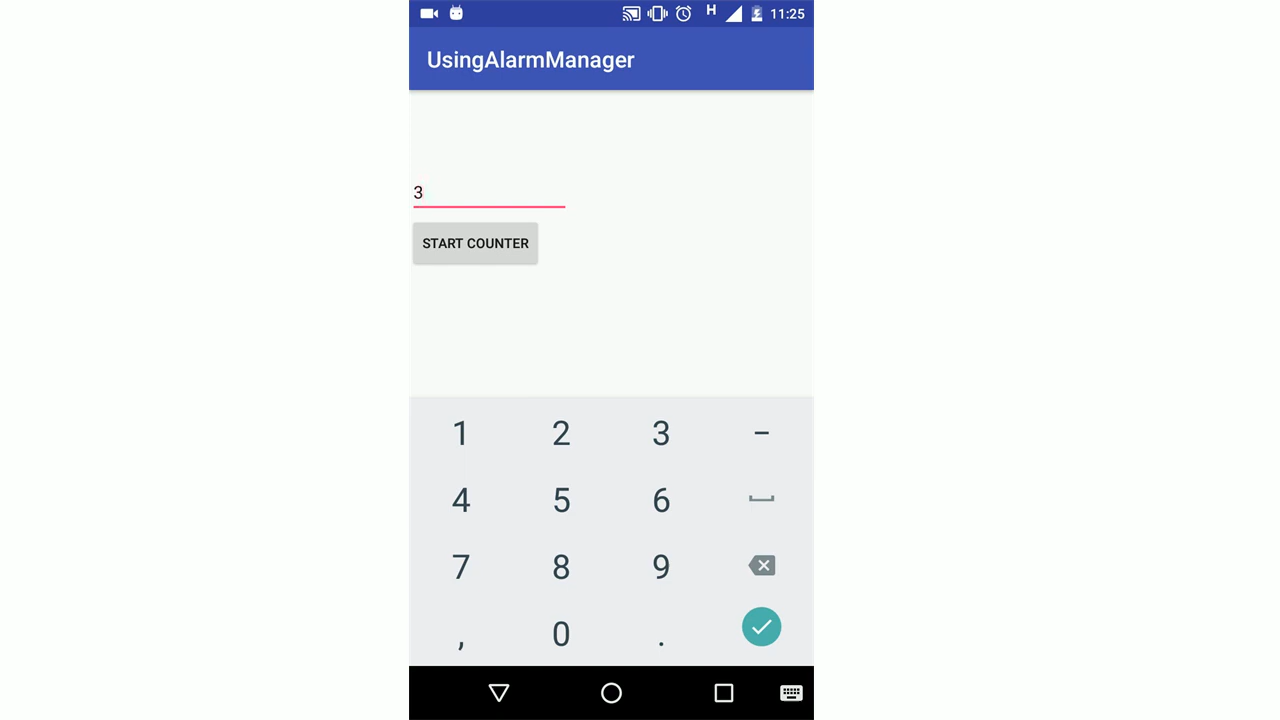 H 11:25
UsingAlarmManager
3
START COUNTER
1 2 3 -
4 5 6
7 8 9
, 0 .